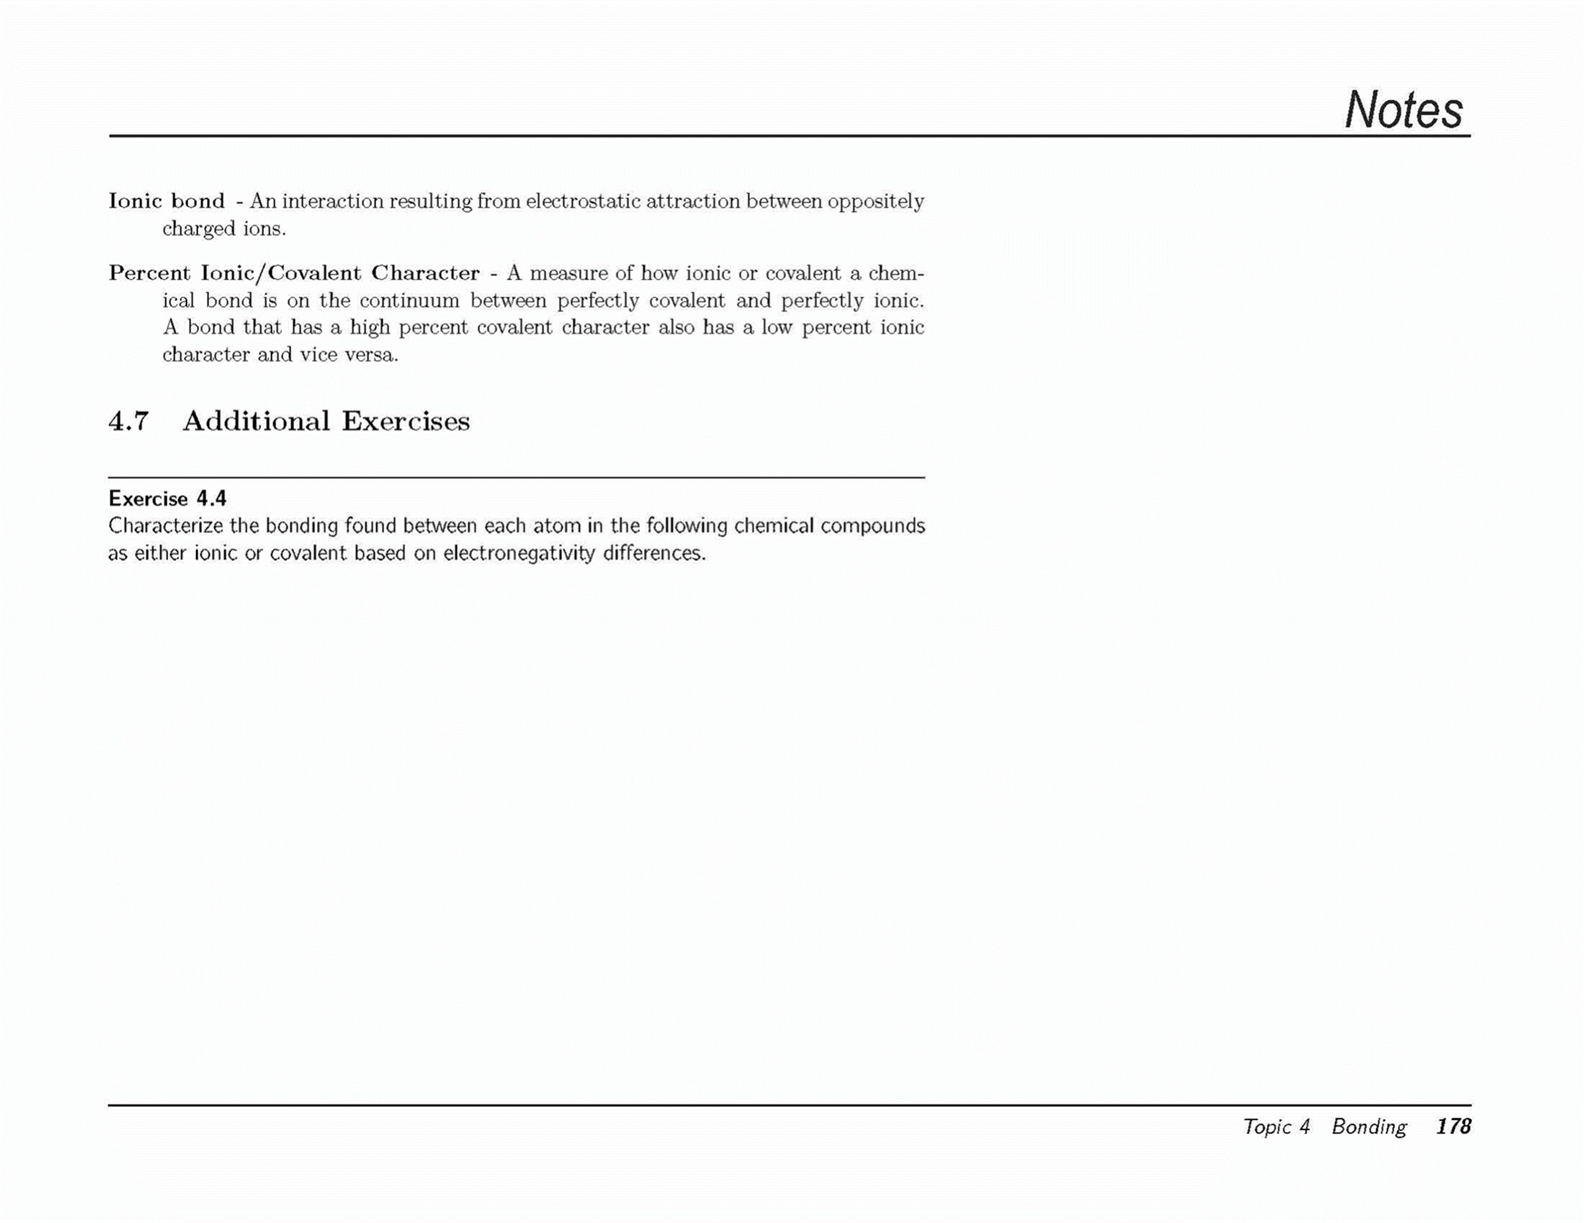 Notes
Ionic bond - An interaction resulting from electrostatic attraction between oppositely
charged ions.
Percent Ionic/Covalent Character - A measure of how ionic or covalent a chem-
ical bond is on the continuum between perfectly covalent and perfectly ionic.
A bond that has a high percent covalent character also has a low percent ionic
character and vice versa.
4.7 Additional Exercises
Exercise 4.4
Characterize the bonding found between each atom in the following chemical compounds
as either ionic or covalent based on electronegativity differences.
Topic 4 Bonding 178